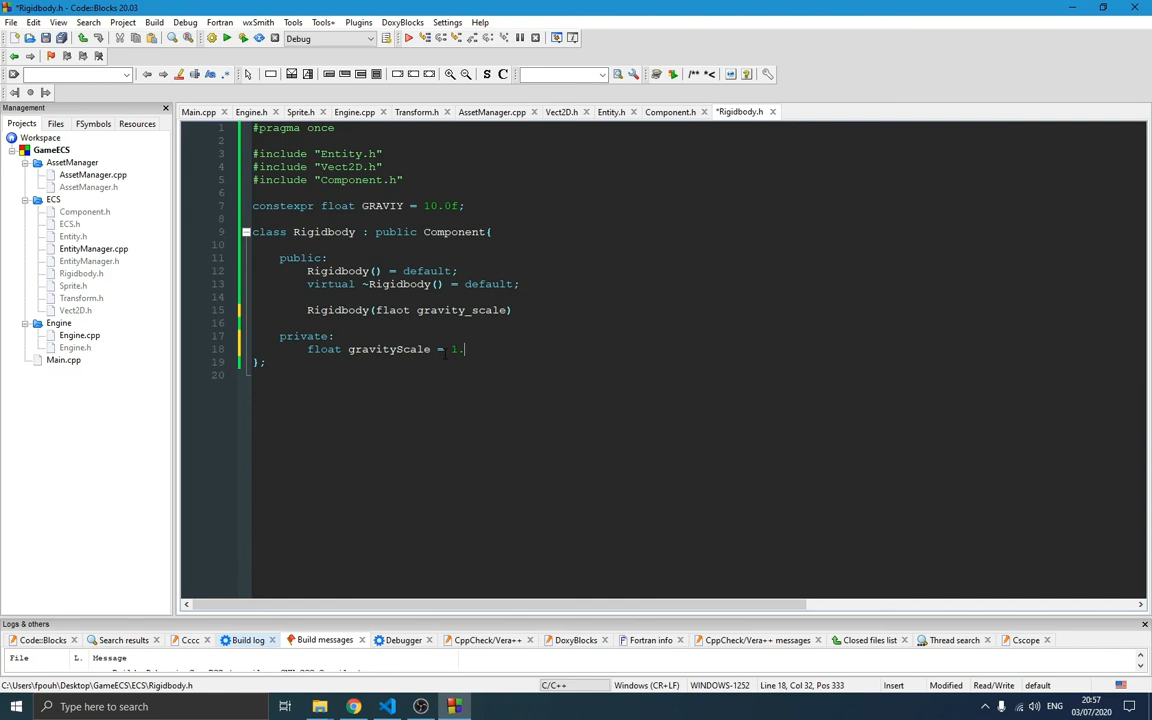 *Rigidbody.h - Code::Blocks 20.03
File Edit View Search Project Build Debug Fortran wxSmith Tools Tools+ Plugins DoxyBlocks Settings Help
Debug
S C /** *<
Management
Projects Files FSymbols Resources
Workspace
GameECS
AssetManager
AssetManager.cpp
AssetManager.h
ECS
Component.h
ECS.h
Entity.h
EntityManager.cpp
EntityManager.h
Rigidbody.h
Sprite.h
Transform.h
Vect2D.h
Engine
Engine.cpp
Engine.h
Main.cpp
Main.cpp Engine.h Sprite.h Engine.cpp Transform.h AssetManager.cpp Vect2D.h Entity.h Component.h *Rigidbody.h
1 #pragma once
2
3 #include "Entity.h"
4 #include "Vect2D.h"
5 #include "Component.h"
6
7 constexpr float GRAVIY = 10.0f;
8
9 class Rigidbody : public Component{
10
11 public:
12 Rigidbody() = default;
13 virtual ~Rigidbody() = default;
14
15 Rigidbody(flaot gravity_scale)
16
17 private:
18 float gravityScale = 1.
19 };
20
Logs & others
Code::Blocks Search results Cccc Build log Build messages Debugger CppCheck/Vera++ DoxyBlocks Fortran info CppCheck/Vera++ messages Closed files list Thread search Cscope
File L. Message
C:\Users\fpouh\Desktop\GameECS\ECS\Rigidbody.h C/C++ Windows (CR+LF) WINDOWS-1252 Line 18, Col 32, Pos 333 Insert Modified Read/Write default
Type here to search
ENG
20:57
03/07/2020